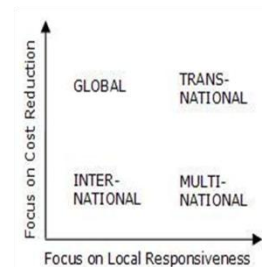 Focus on Cost Reduction
GLOBAL
TRANS-
NATIONAL
INTER-
NATIONAL
MULTI-
NATIONAL
Focus on Local Responsiveness